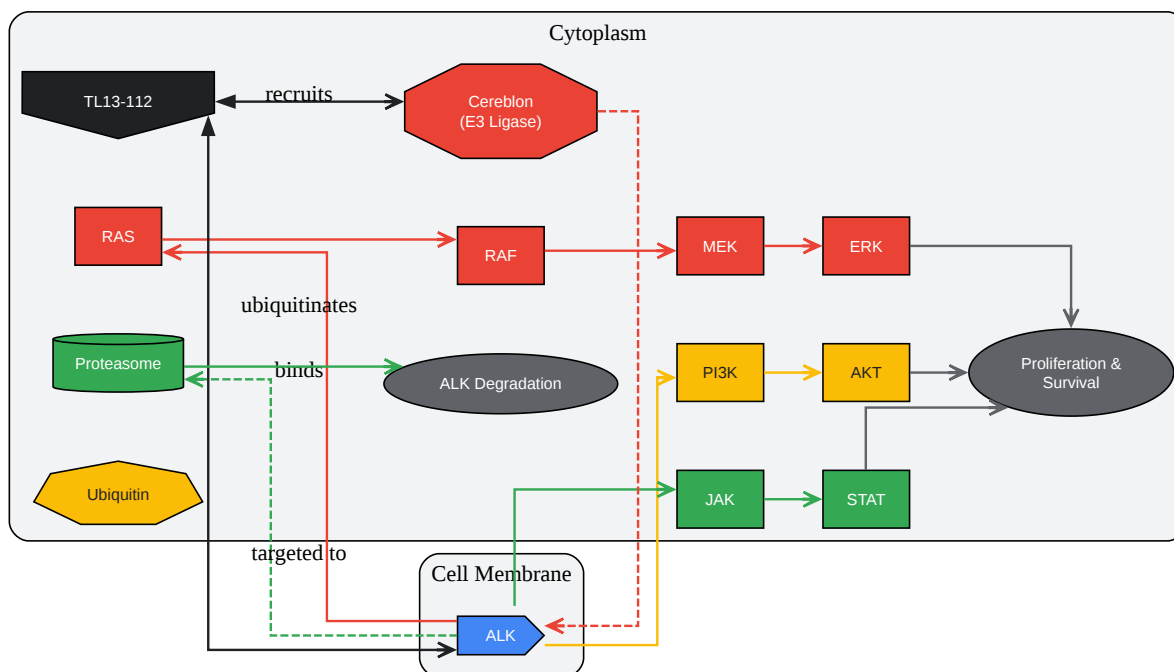 Cytoplasm
TL13-112
recruits
Cereblon
(E3 Ligase)
RAS
RAF
MEK
ERK
ubiquitinates
Proteasome
binds
ALK Degradation
PI3K
AKT
Proliferation &
Survival
Ubiquitin
JAK
STAT
targeted to
Cell Membrane
ALK